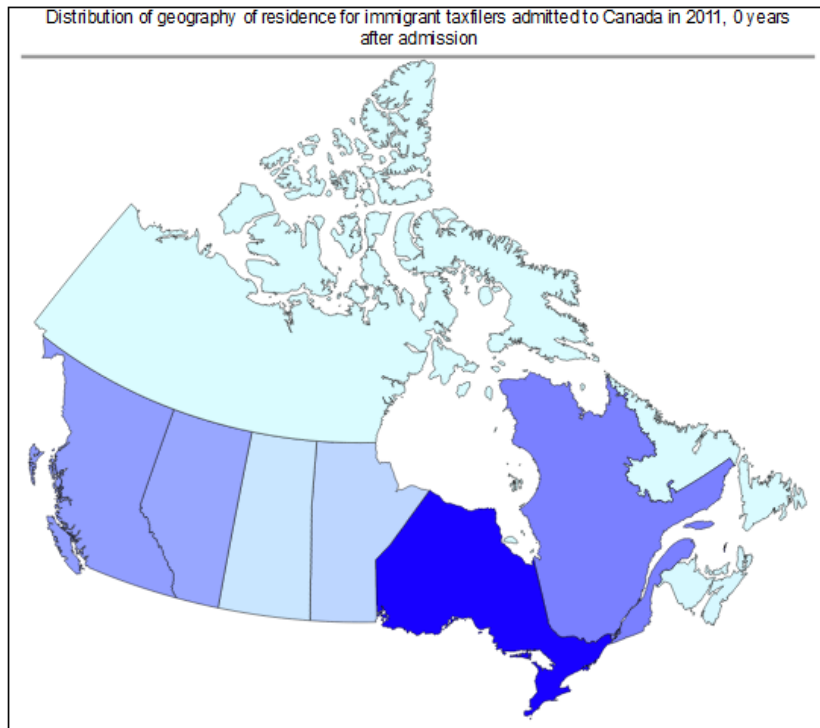 Distribution of geography of residence for immigrant taxfilers admitted to Canada in 2011, 0 years
after admission